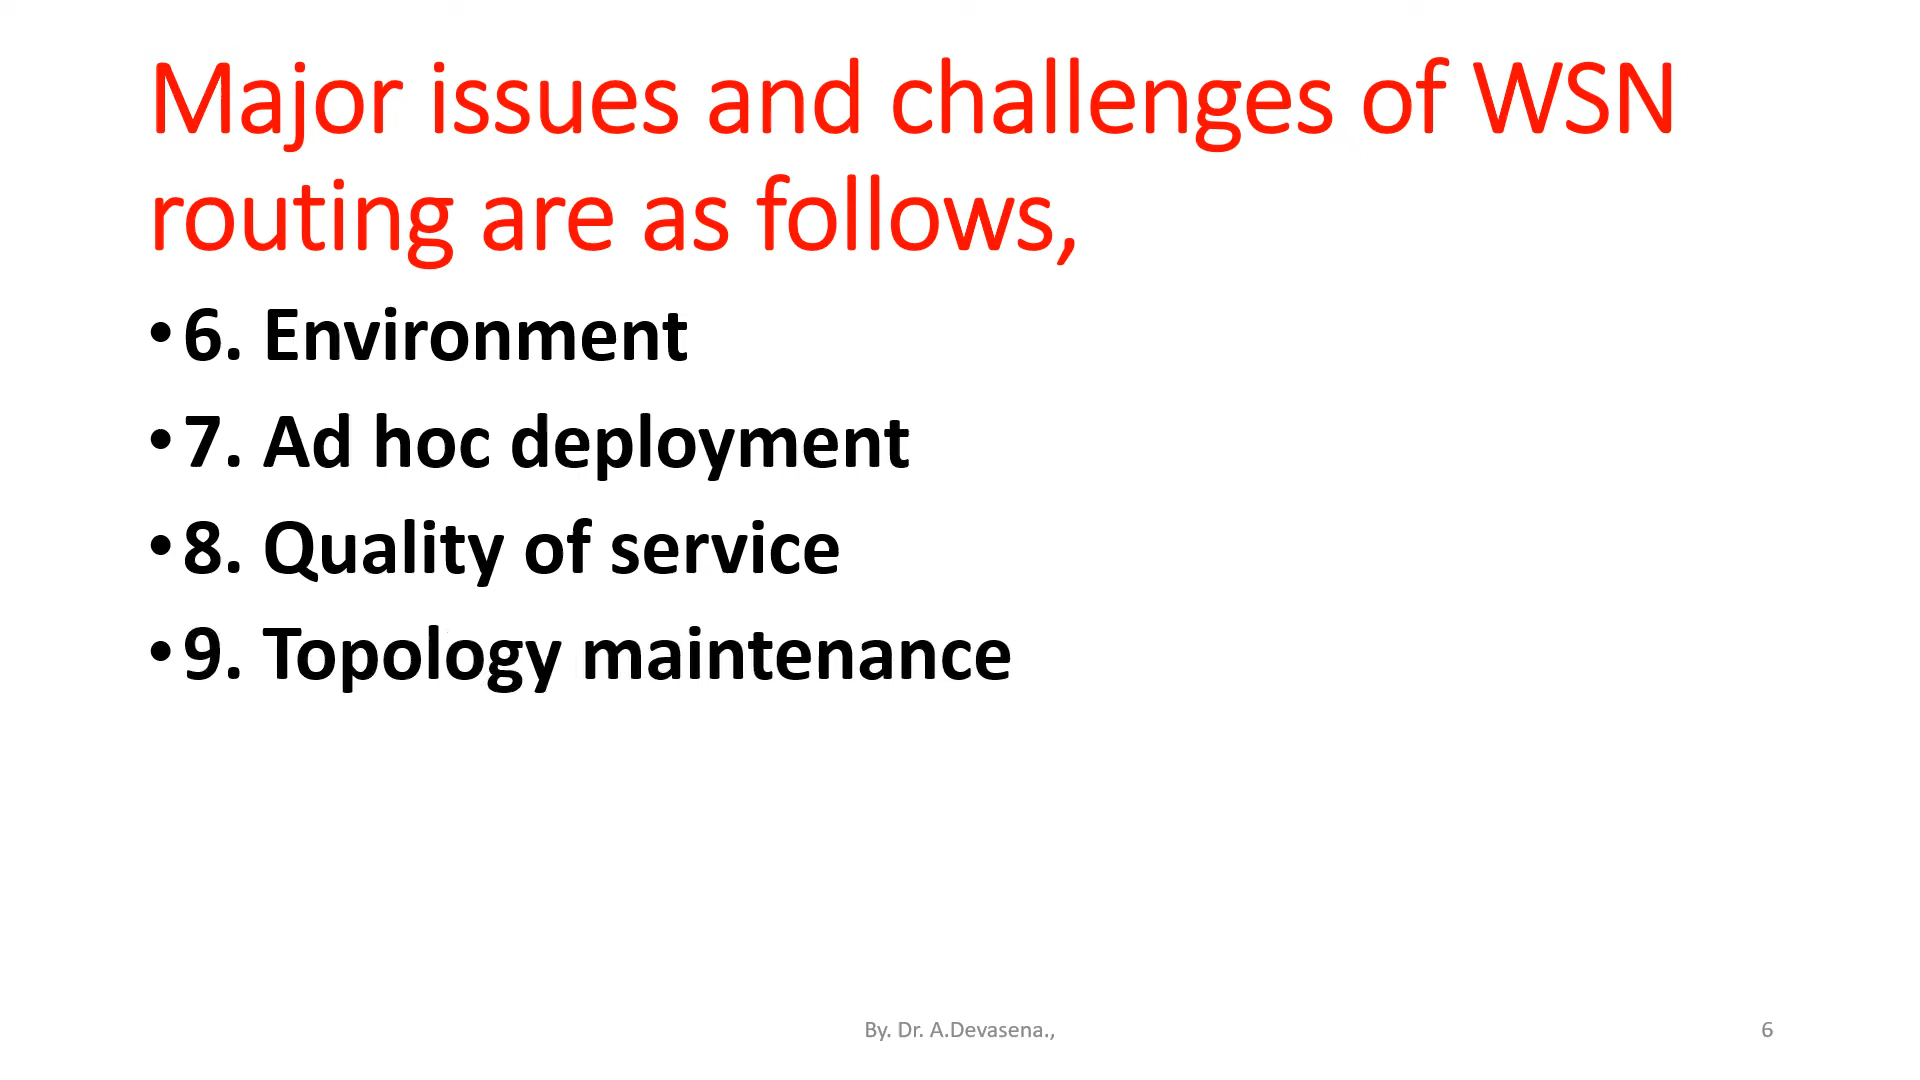 Major issues and challenges of WSN
routing are as follows,
• 6. Environment
• 7. Ad hoc deployment
• 8. Quality of service
• 9. Topology maintenance
By. Dr. A.Devasena.,
6